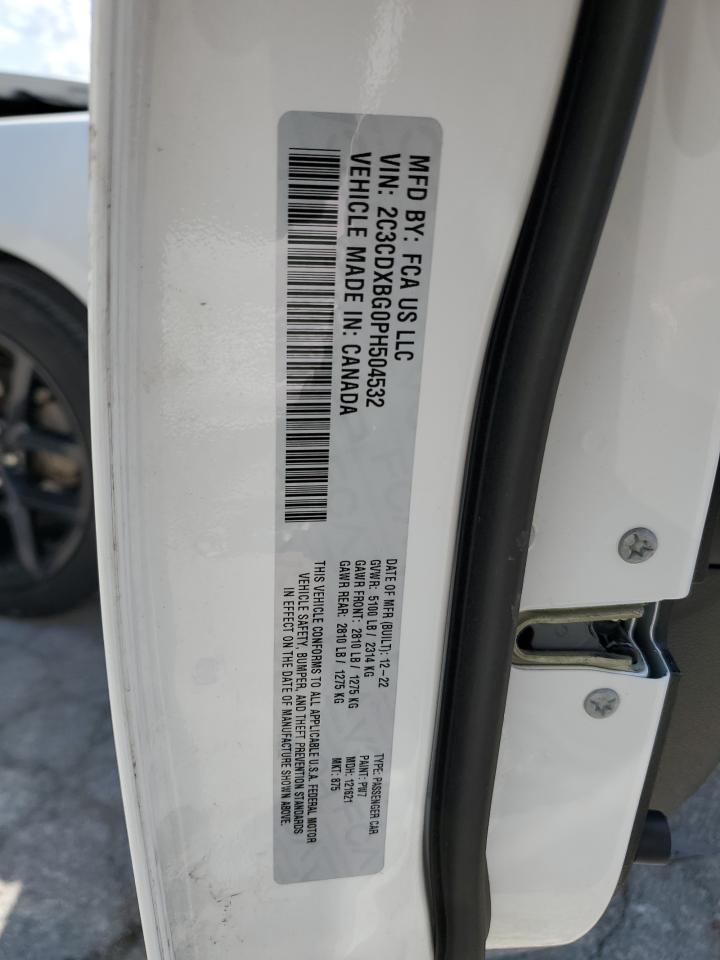 MFD BY: FCA US LLC
VIN: 2C3CDXBG0PH504532
VEHICLE MADE IN: CANADA
DATE OF MFR (BUILT): 12-22
GVWR: 5100 LB / 2314 KG
GAWR FRONT: 2810 LB / 1275 KG
GAWR REAR: 2810 LB / 1275 KG
TYPE: PASSENGER CAR
PAINT: PW7
MDH: 121621
MKT: 875
THIS VEHICLE CONFORMS TO ALL APPLICABLE U.S.A. FEDERAL MOTOR
VEHICLE SAFETY, BUMPER, AND THEFT PREVENTION STANDARDS
IN EFFECT ON THE DATE OF MANUFACTURE SHOWN ABOVE.